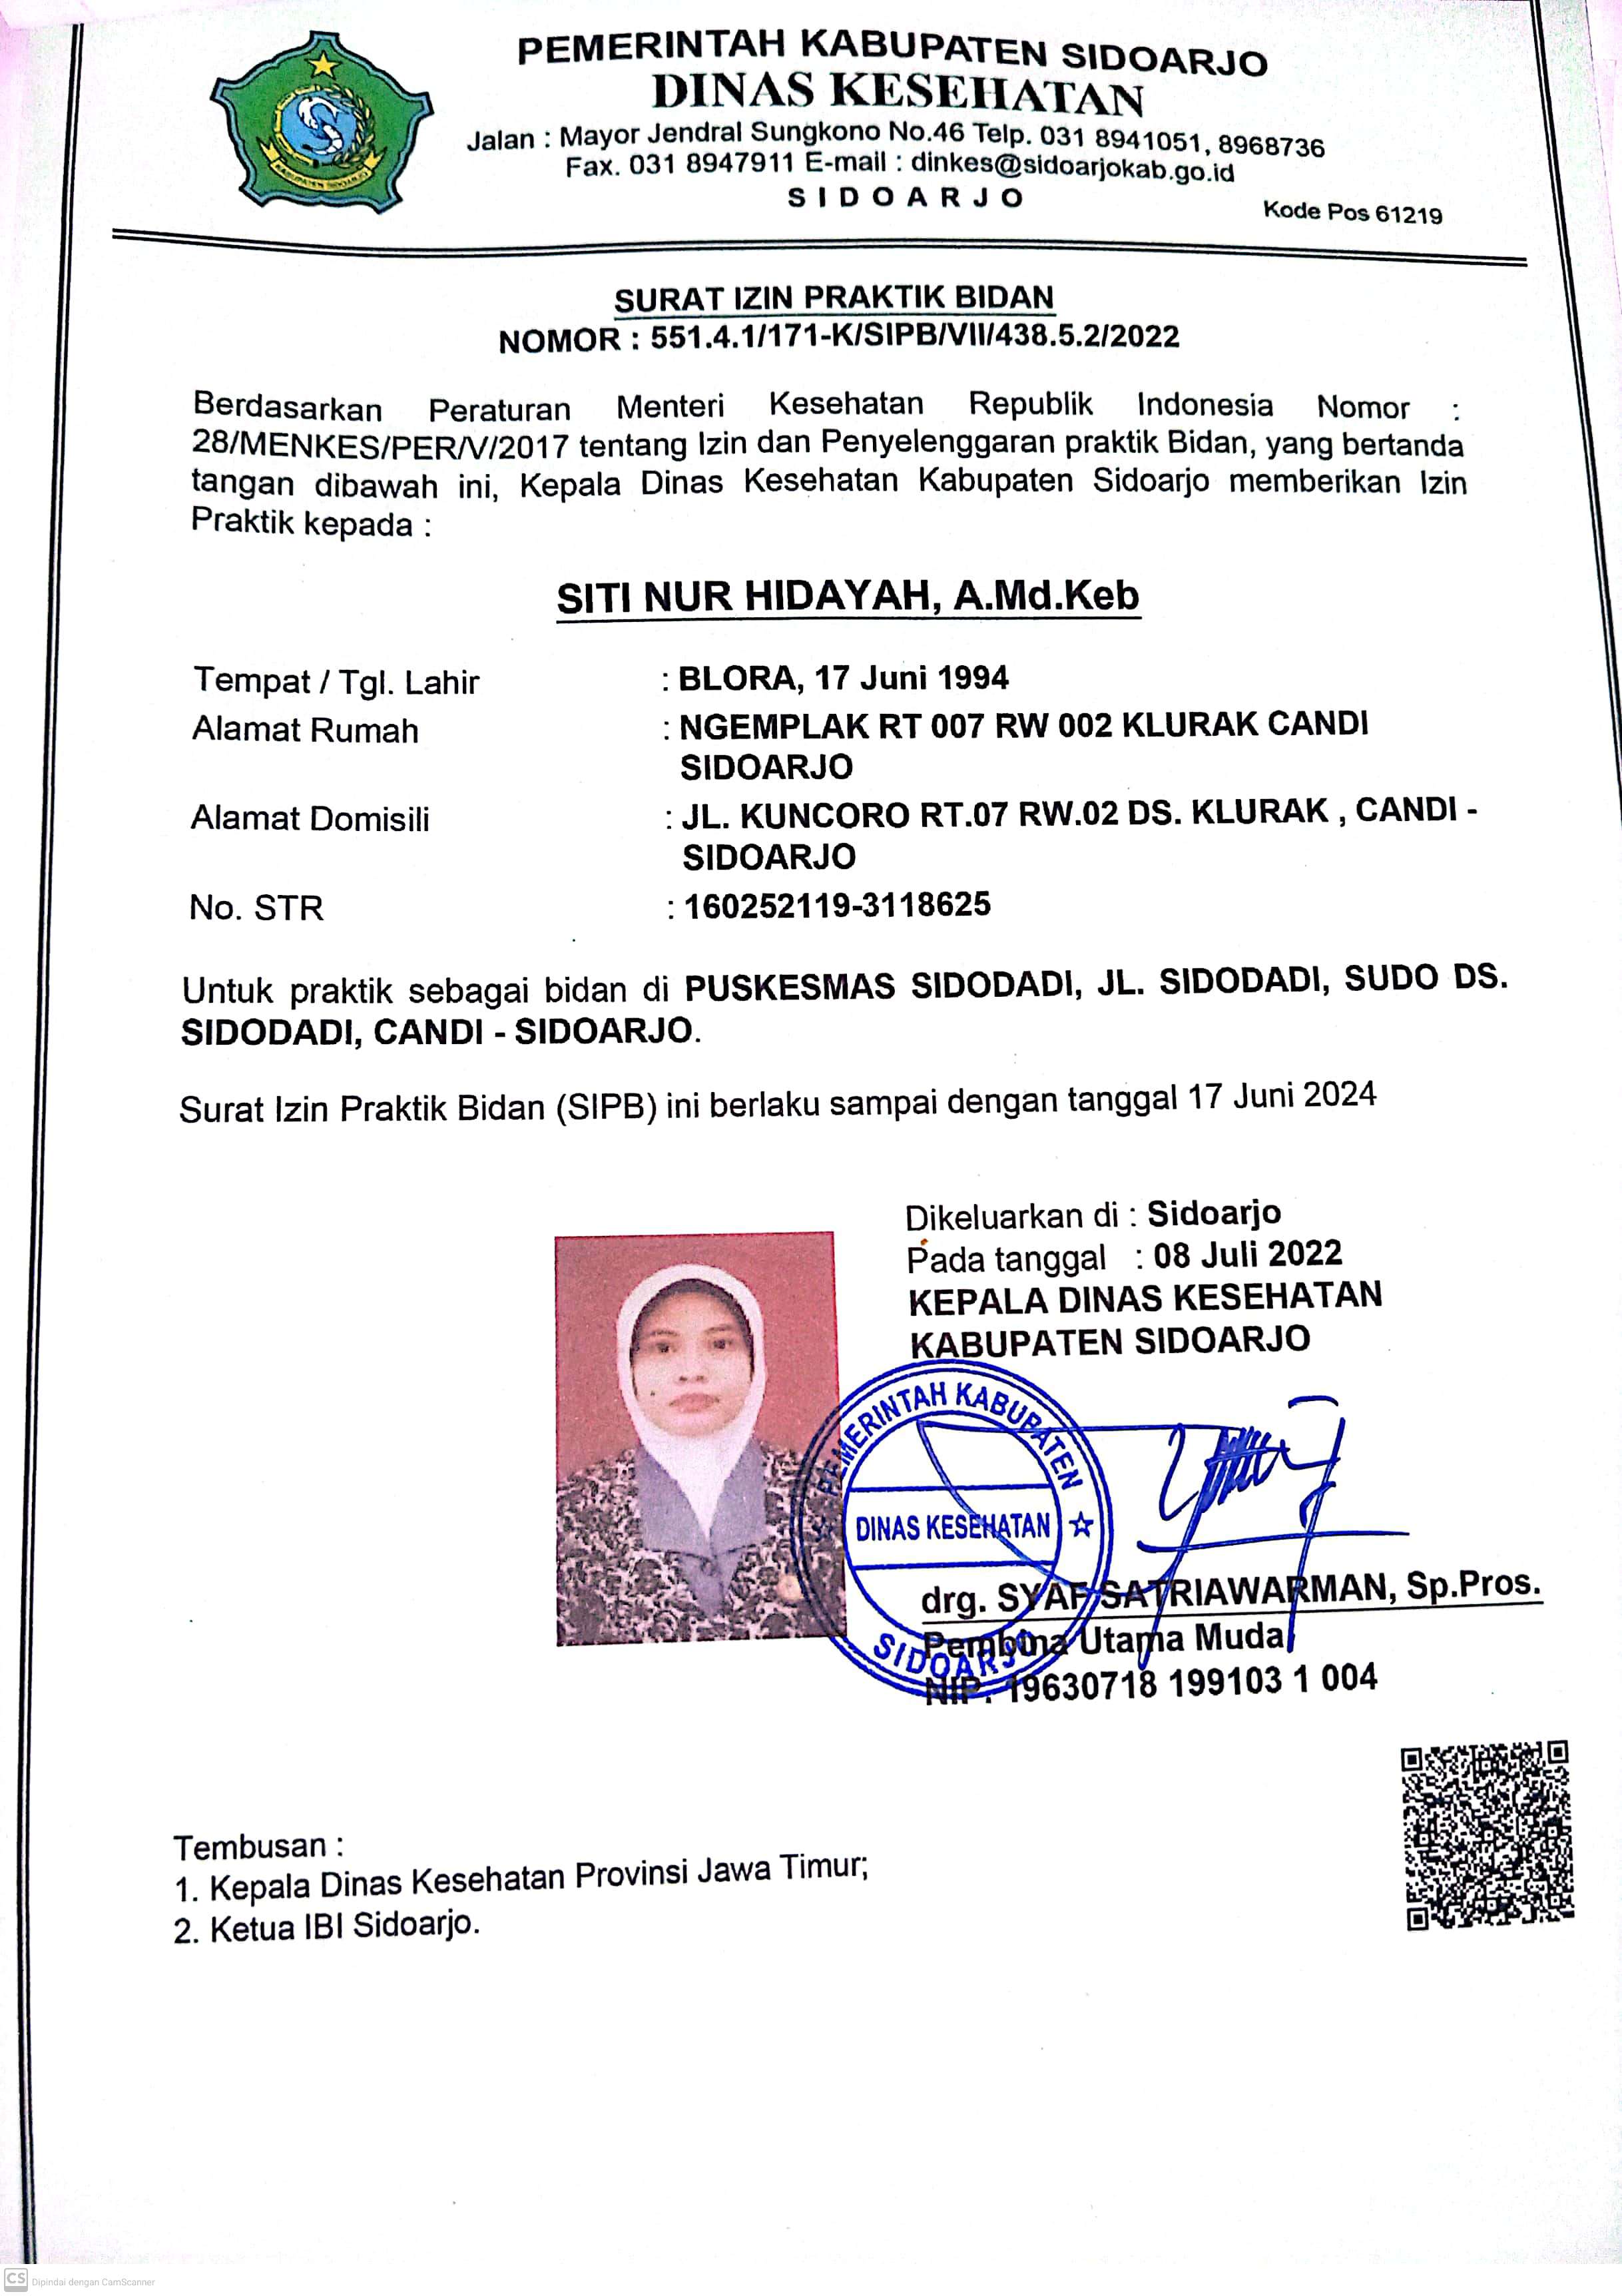 PEMERINTAH KABUPATEN SIDOARJO
DINAS KESEHATAN
Jalan : Mayor Jendral Sungkono No.46 Telp. 031 8941051, 8968736
Fax. 031 8947911 E-mail : dinkes@sidoarjokab.go.id
SIDOARJO
Kode Pos 61219
KABUPATEN SIDOARJO
SURAT IZIN PRAKTIK BIDAN
NOMOR : 551.4.1/171-K/SIPB/VII/438.5.2/2022
Berdasarkan Peraturan Menteri Kesehatan Republik Indonesia Nomor :
28/MENKES/PER/V/2017 tentang Izin dan Penyelenggaran praktik Bidan, yang bertanda
tangan dibawah ini, Kepala Dinas Kesehatan Kabupaten Sidoarjo memberikan Izin
Praktik kepada :
SITI NUR HIDAYAH, A.Md.Keb
Tempat / Tgl. Lahir : BLORA, 17 Juni 1994
Alamat Rumah : NGEMPLAK RT 007 RW 002 KLURAK CANDI
SIDOARJO
Alamat Domisili : JL. KUNCORO RT.07 RW.02 DS. KLURAK , CANDI -
SIDOARJO
No. STR : 160252119-3118625
Untuk praktik sebagai bidan di PUSKESMAS SIDODADI, JL. SIDODADI, SUDO DS.
SIDODADI, CANDI - SIDOARJO.
Surat Izin Praktik Bidan (SIPB) ini berlaku sampai dengan tanggal 17 Juni 2024
Dikeluarkan di : Sidoarjo
Pada tanggal : 08 Juli 2022
KEPALA DINAS KESEHATAN
KABUPATEN SIDOARJO
PEMERINTAH KABUPATEN
DINAS KESEHATAN
SIDOARJO
drg. SYAF SATRIAWARMAN, Sp.Pros.
Pembina Utama Muda
NIP. 19630718 199103 1 004
Tembusan :
1. Kepala Dinas Kesehatan Provinsi Jawa Timur;
2. Ketua IBI Sidoarjo.
CS Dipindai dengan CamScanner